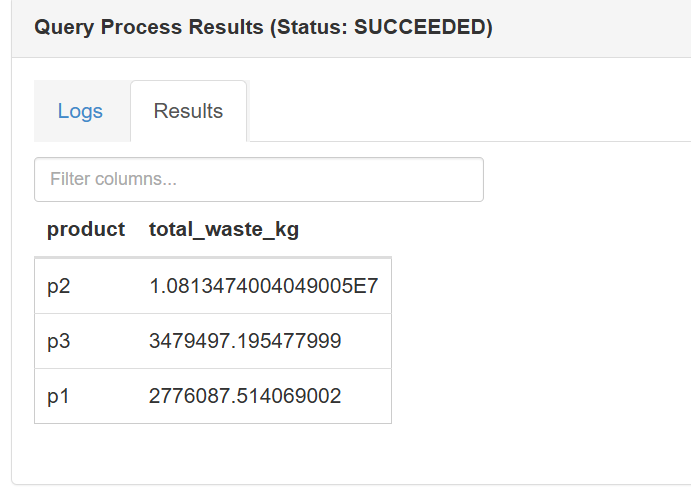 Query Process Results (Status: SUCCEEDED)
Logs Results
Filter columns...
product total_waste_kg
p2 1.0813474004049005E7
p3 3479497.195477999
p1 2776087.514069002